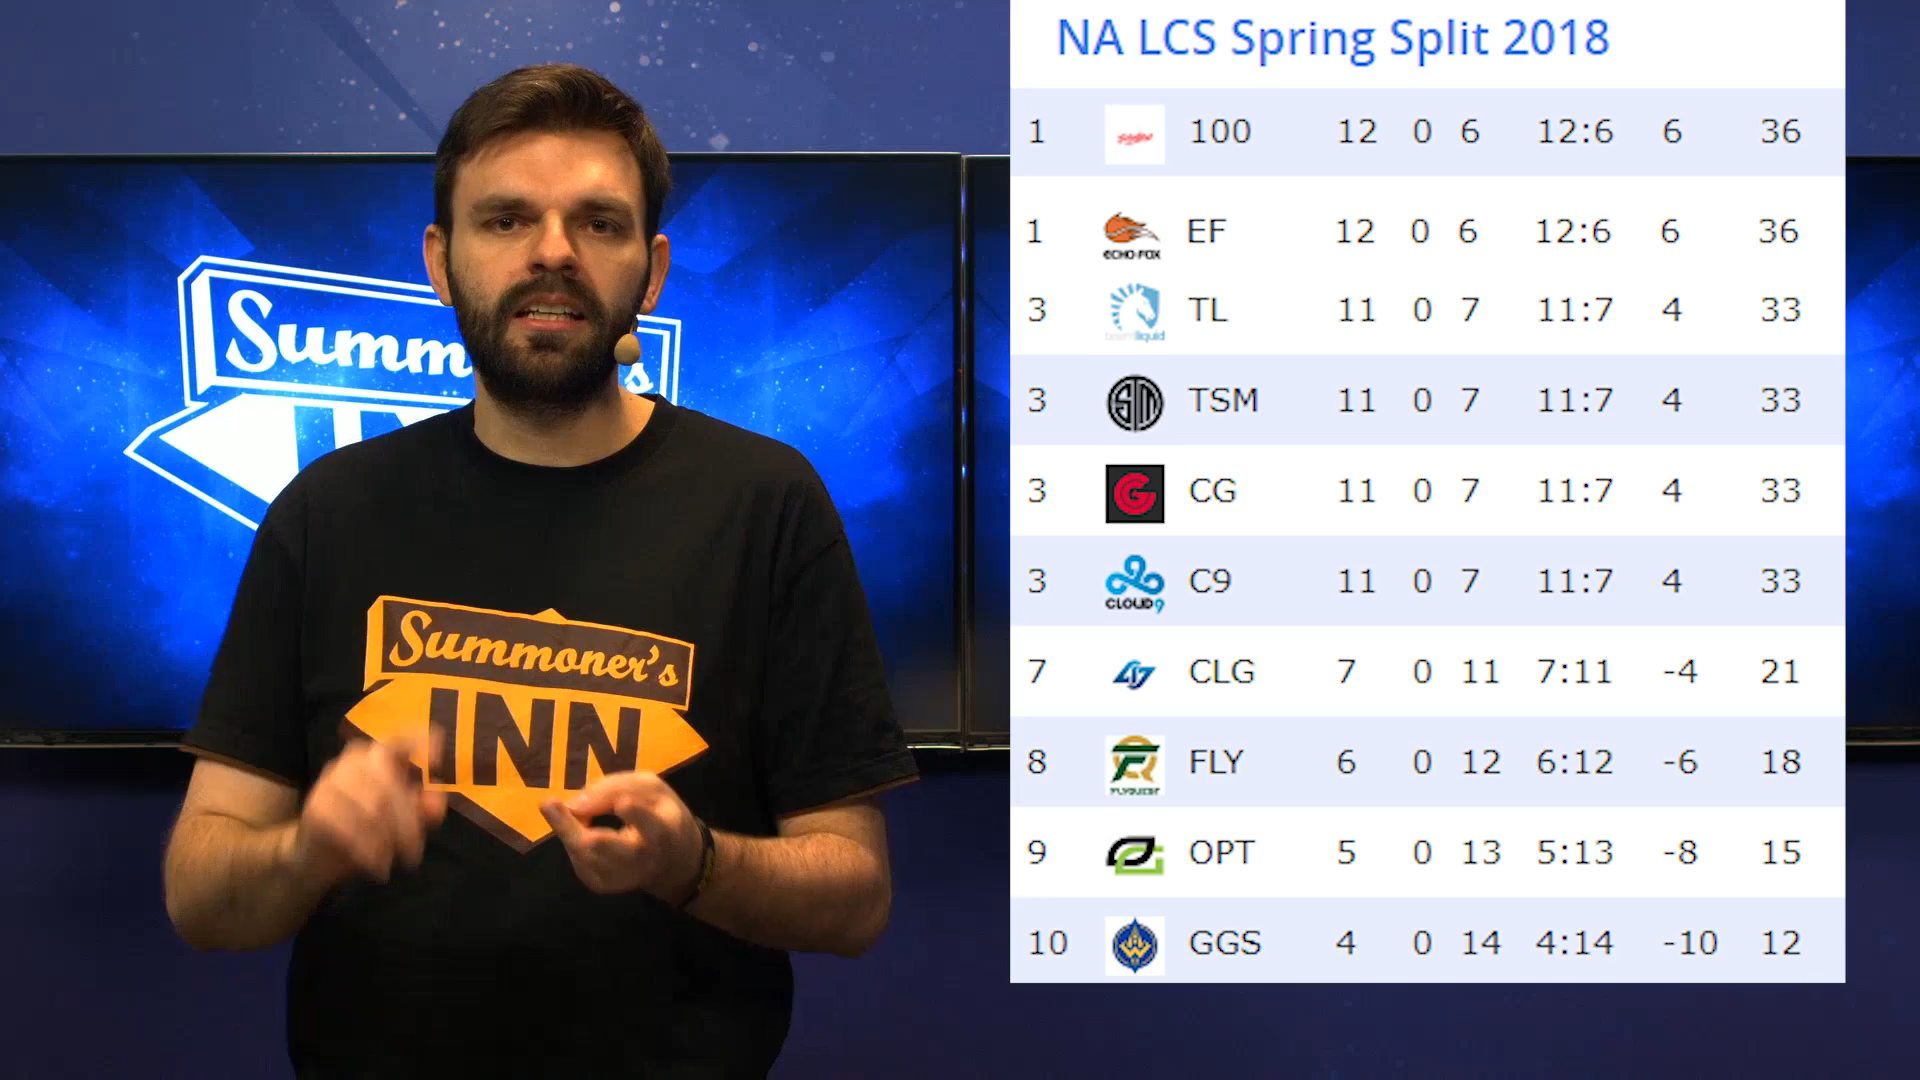 NA LCS Spring Split 2018
1 100 12 0 6 12:6 6 36
1 ECHO FOX EF 12 0 6 12:6 6 36
3 liquid TL 11 0 7 11:7 4 33
3 TSM 11 0 7 11:7 4 33
3 CG 11 0 7 11:7 4 33
3 CLOUD9 C9 11 0 7 11:7 4 33
7 CLG 7 0 11 7:11 -4 21
8 FLYQUEST FLY 6 0 12 6:12 -6 18
9 OPT 5 0 13 5:13 -8 15
10 GGS 4 0 14 4:14 -10 12
Summ s
Summoner's
INN